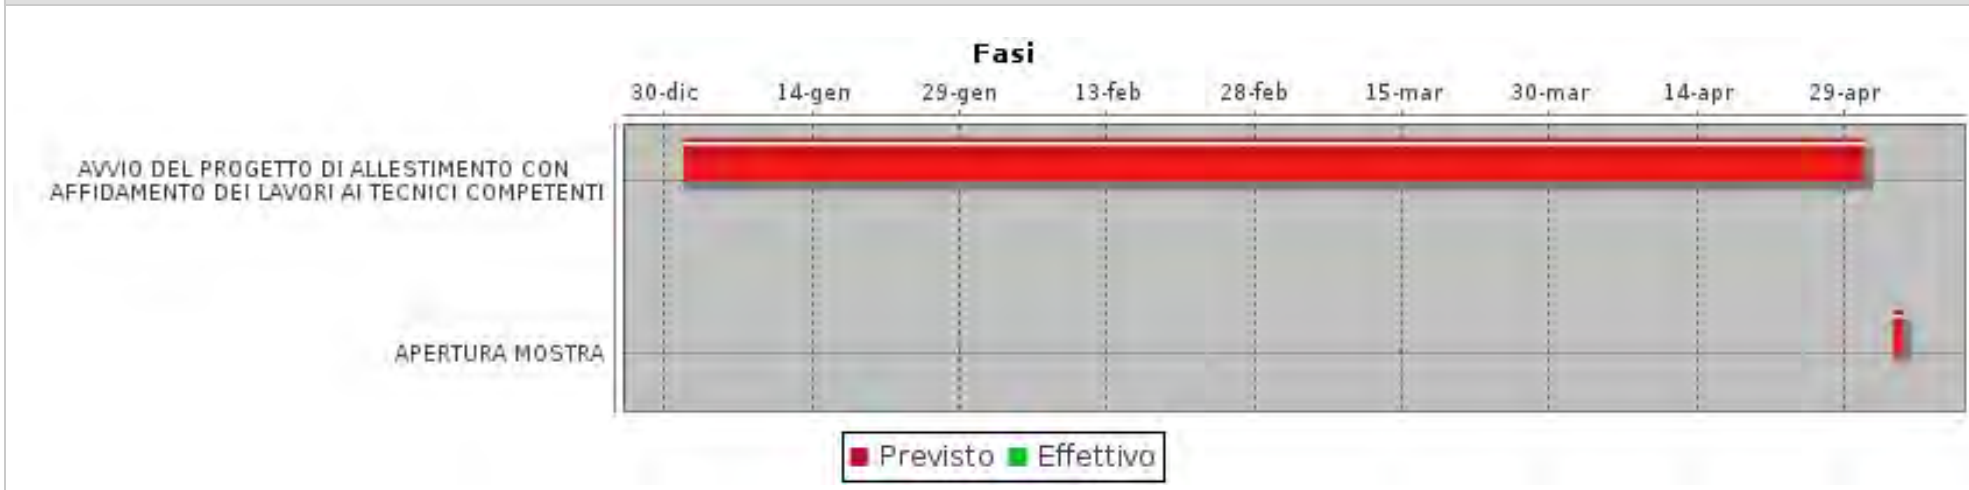 Fasi
30-dic 14-gen 29-gen 13-feb 28-feb 15-mar 30-mar 14-apr 29-apr
AVVIO DEL PROGETTO DI ALLESTIMENTO CON
AFFIDAMENTO DEI LAVORI AI TECNICI COMPETENTI
APERTURA MOSTRA
Previsto Effettivo